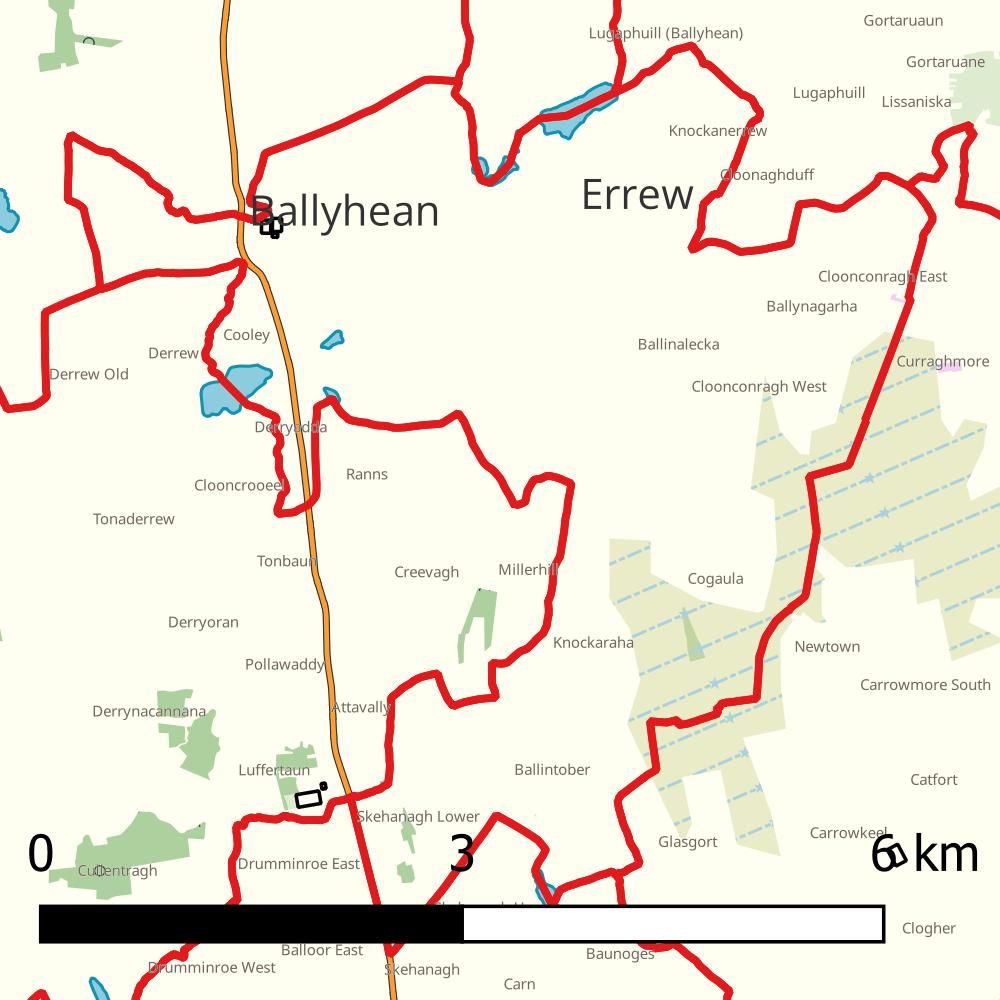 Gortaruaun
Lugaphuill (Ballyhean)
Gortaruane
Lugaphuill
Lissaniska
Knockanerrew
Cloonaghduff
Errew
Ballyhean
Cloonconragh East
Ballynagarha
Cooley
Ballinalecka
Derrew
Curraghmore
Derrew Old
Cloonconragh West
Derrynadda
Ranns
Clooncrooeel
Tonaderrew
Tonbaun
Creevagh
Millerhill
Cogaula
Derryoran
Knockaraha
Newtown
Pollawaddy
Carrowmore South
Attavally
Derrynacannana
Luffertaun
Ballintober
Catfort
Skehanagh Lower
Carrowkeel
Glasgort
0 3 6 km
Drumminroe East
Cullentragh
Clogher
Balloor East
Baunoges
Drumminroe West
Skehanagh
Carn